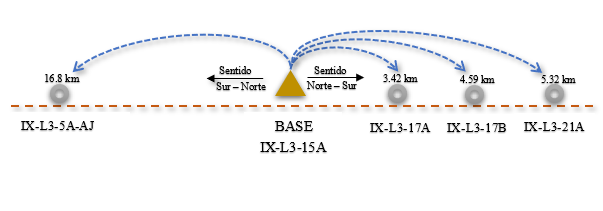 Sentido
Sur – Norte
Sentido
Norte – Sur
16.8 km
3.42 km
4.59 km
5.32 km
IX-L3-5A-AJ
BASE
IX-L3-15A
IX-L3-17A
IX-L3-17B
IX-L3-21A